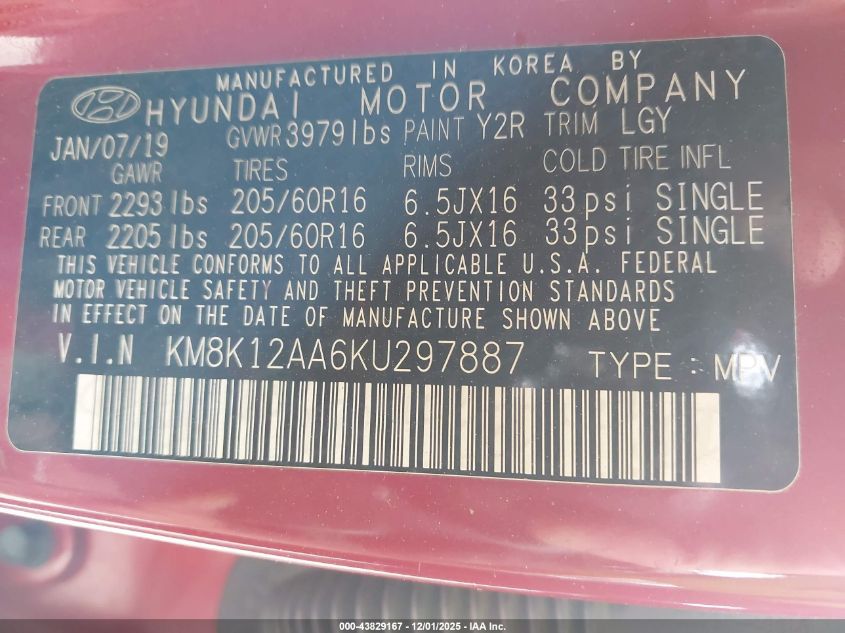 MANUFACTURED IN KOREA BY
HYUNDAI MOTOR COMPANY
JAN/07/19 GVWR 3979 lbs PAINT Y2R TRIM LGY
GAWR TIRES RIMS COLD TIRE INFL
FRONT 2293 lbs 205/60R16 6.5JX16 33psi SINGLE
REAR 2205 lbs 205/60R16 6.5JX16 33psi SINGLE
THIS VEHICLE CONFORMS TO ALL APPLICABLE U.S.A. FEDERAL
MOTOR VEHICLE SAFETY AND THEFT PREVENTION STANDARDS
IN EFFECT ON THE DATE OF MANUFACTURE SHOWN ABOVE.
V.I.N KM8K12AA6KU297887 TYPE : MPV
000-43829167 - 12/01/2025 - IAA Inc.